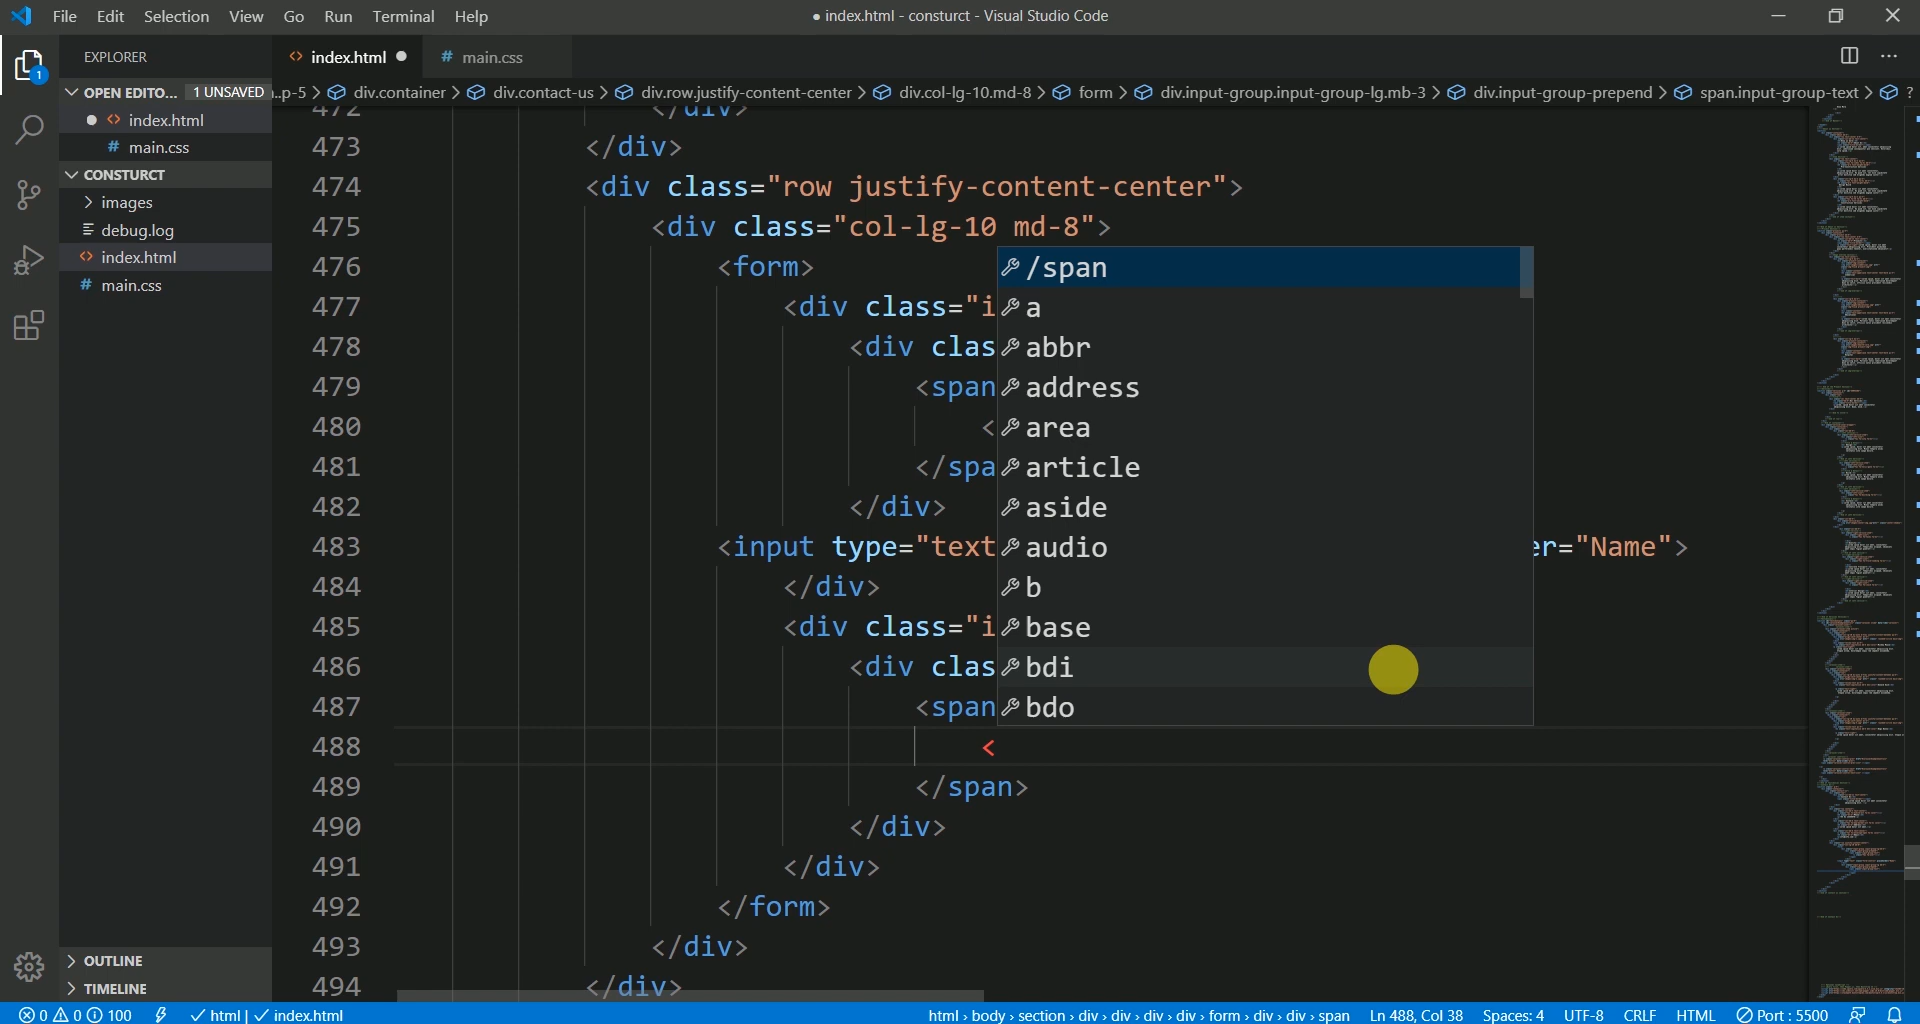 File Edit Selection View Go Run Terminal Help
● index.html - consturct - Visual Studio Code
EXPLORER
index.html
# main.css
OPEN EDITO... 1 UNSAVED
..p-5 > div.container > div.contact-us > div.row.justify-content-center > div.col-lg-10.md-8 > form > div.input-group.input-group-lg.mb-3 > div.input-group-prepend > span.input-group-text > ?
index.html
# main.css
CONSTURCT
images
debug.log
index.html
# main.css
OUTLINE
TIMELINE
472 </div>
473 </div>
474 <div class="row justify-content-center">
475 <div class="col-lg-10 md-8">
476 <form>
477 <div class="i
478 <div clas
479 <span
480 <
481 </spa
482 </div>
483 <input type="text er="Name">
484 </div>
485 <div class="i
486 <div clas
487 <span
488 <
489 </span>
490 </div>
491 </div>
492 </form>
493 </div>
494 </div>
/span
a
abbr
address
area
article
aside
audio
b
base
bdi
bdo
0 0 100 html | index.html
html › body › section › div › div › div › div › form › div › div › span Ln 488, Col 38 Spaces: 4 UTF-8 CRLF HTML Port : 5500
1